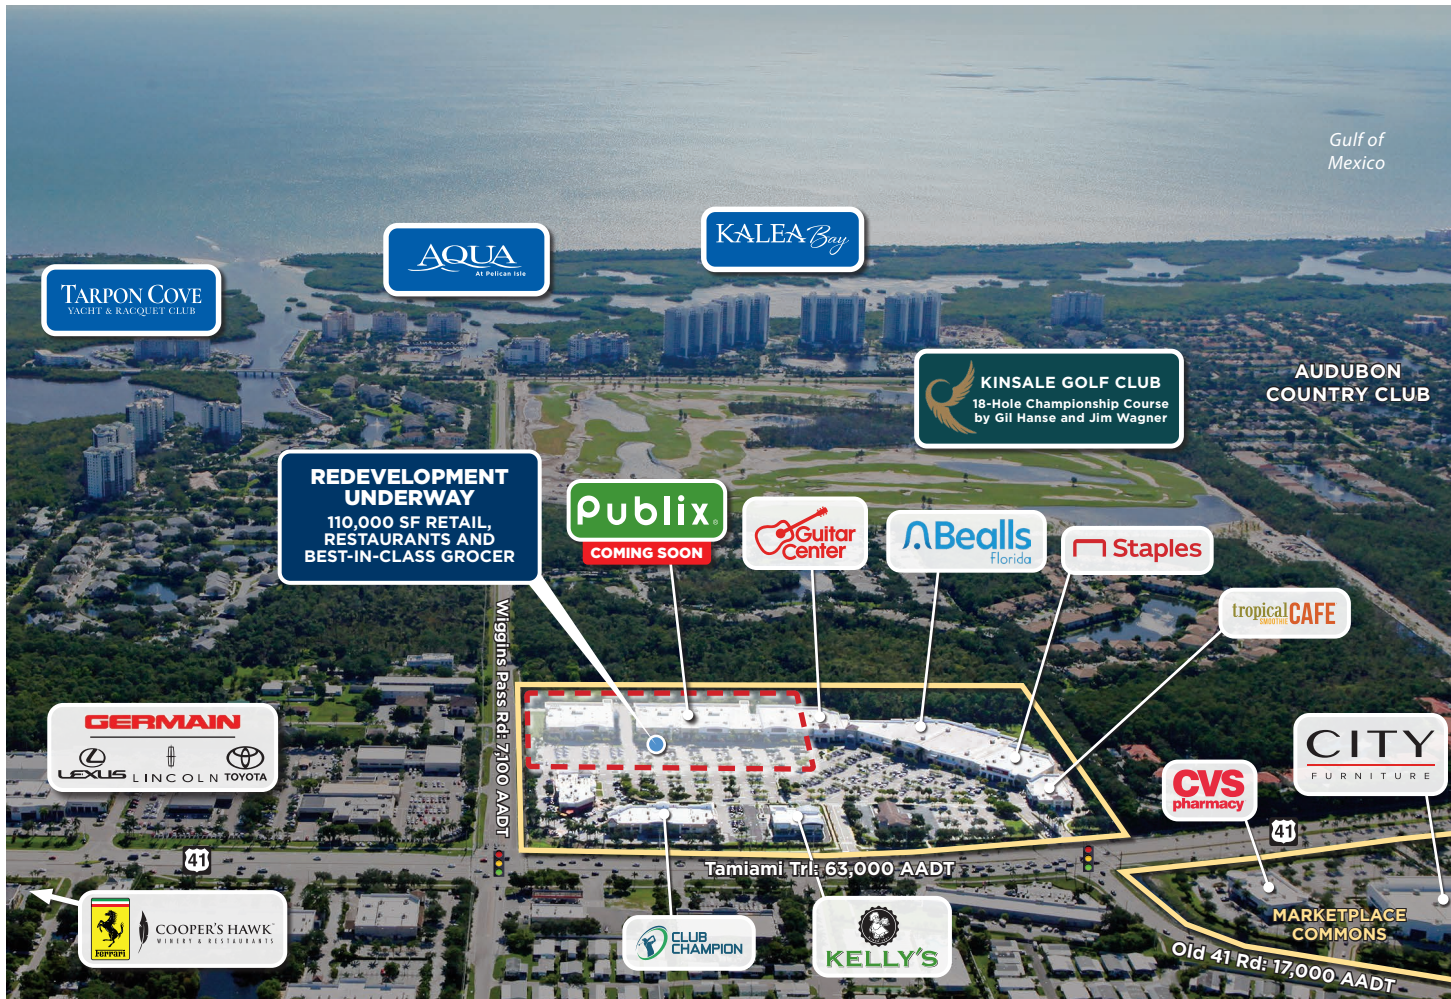 Gulf of
Mexico
KALEA Bay
AQUA
At Pelican Isle
TARPON COVE
YACHT & RACQUET CLUB
KINSALE GOLF CLUB
18-Hole Championship Course
by Gil Hanse and Jim Wagner
AUDUBON
COUNTRY CLUB
REDEVELOPMENT
UNDERWAY
110,000 SF RETAIL,
RESTAURANTS AND
BEST-IN-CLASS GROCER
Publix
COMING SOON
Guitar
Center
Bealls
florida
Staples
tropical
SMOOTHIE CAFE
Wiggins Pass Rd: 7,100 AADT
GERMAIN
LEXUS LINCOLN TOYOTA
CITY
FURNITURE
CVS
pharmacy
41
41
Tamiami Trl: 63,000 AADT
Ferrari
COOPER'S HAWK
WINERY & RESTAURANTS
CLUB
CHAMPION
KELLY'S
MARKETPLACE
COMMONS
Old 41 Rd: 17,000 AADT